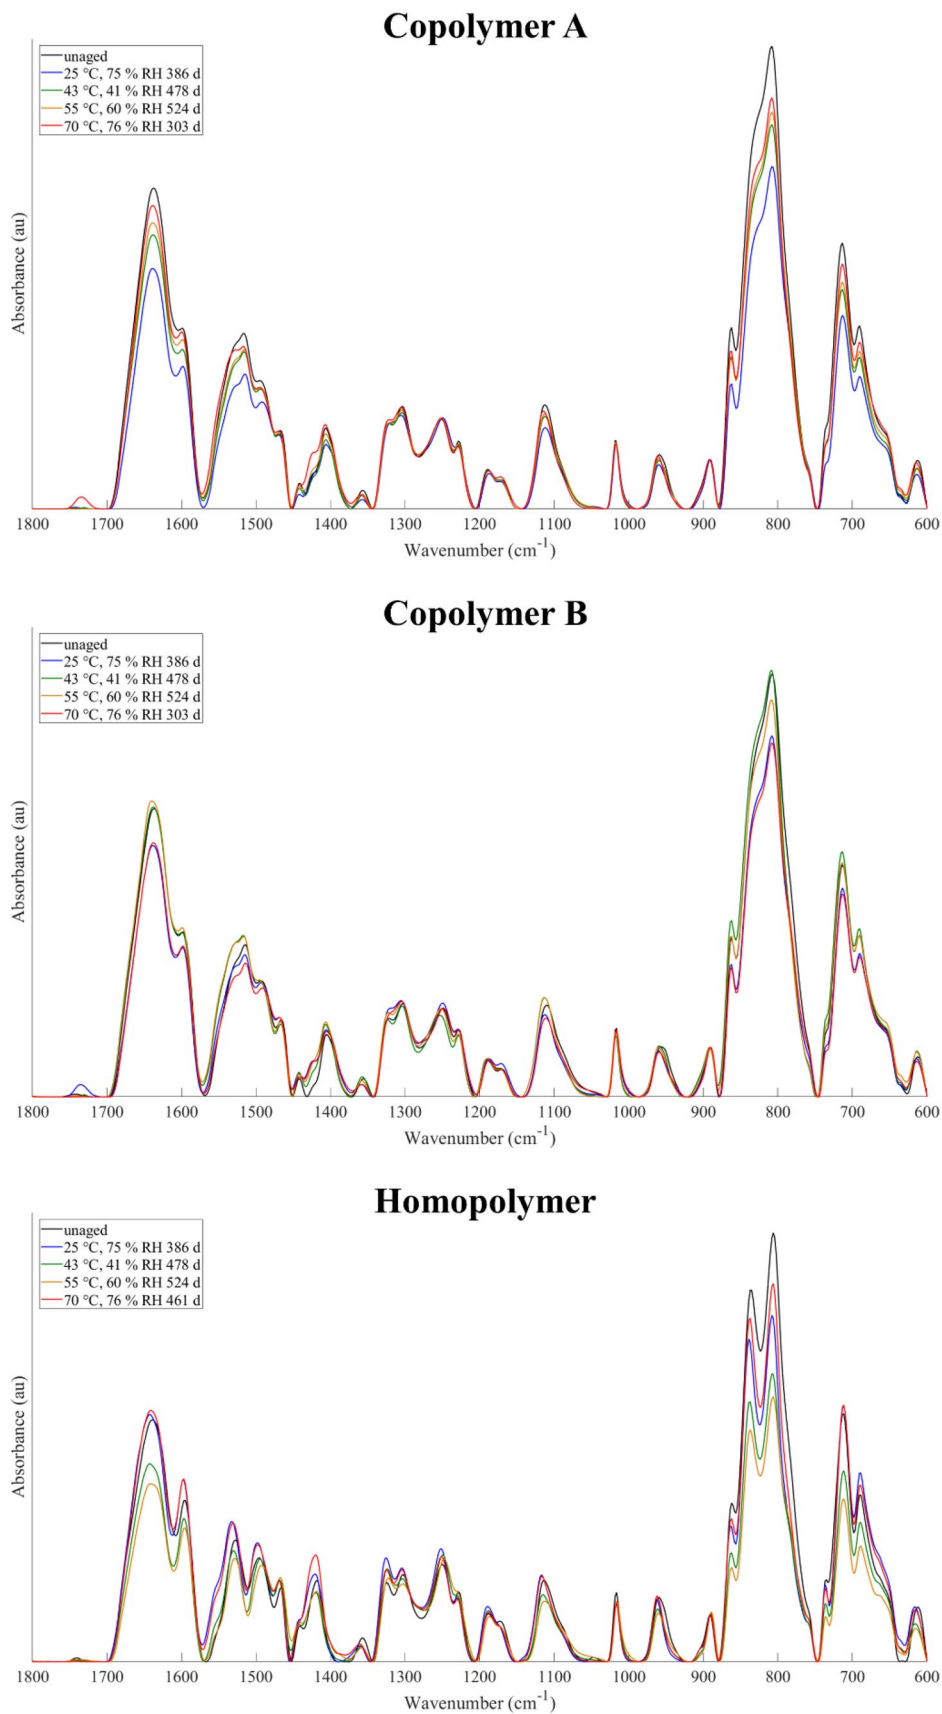 Copolymer A
unaged
25 °C, 75 % RH 386 d
43 °C, 41 % RH 478 d
55 °C, 60 % RH 524 d
70 °C, 76 % RH 303 d
Absorbance (au)
1800 1700 1600 1500 1400 1300 1200 1100 1000 900 800 700 600
Wavenumber (cm⁻¹)
Copolymer B
unaged
25 °C, 75 % RH 386 d
43 °C, 41 % RH 478 d
55 °C, 60 % RH 524 d
70 °C, 76 % RH 303 d
Absorbance (au)
1800 1700 1600 1500 1400 1300 1200 1100 1000 900 800 700 600
Wavenumber (cm⁻¹)
Homopolymer
unaged
25 °C, 75 % RH 386 d
43 °C, 41 % RH 478 d
55 °C, 60 % RH 524 d
70 °C, 76 % RH 461 d
Absorbance (au)
1800 1700 1600 1500 1400 1300 1200 1100 1000 900 800 700 600
Wavenumber (cm⁻¹)